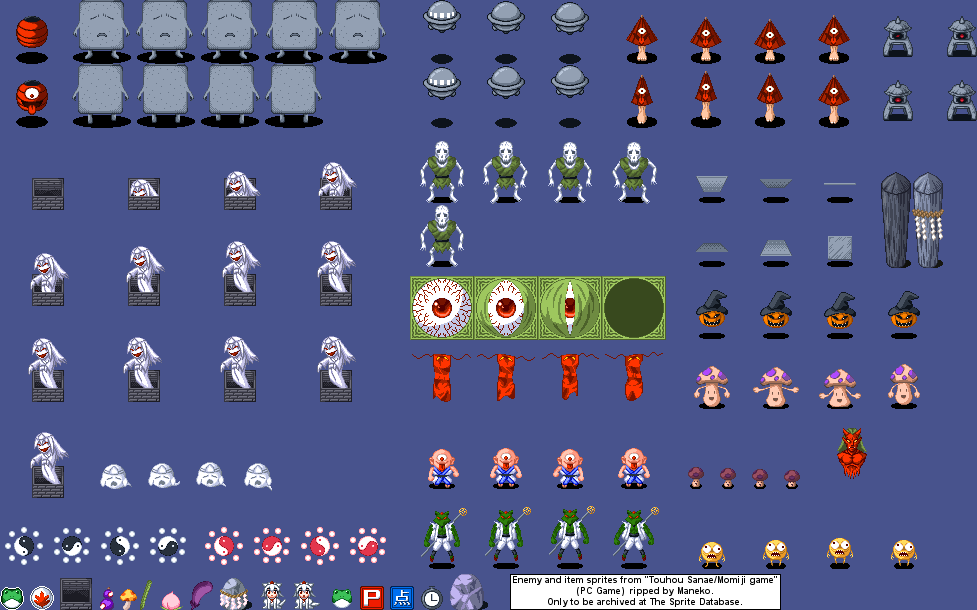 P
点
Enemy and item sprites from "Touhou Sanae/Momiji game"
(PC Game) ripped by Maneko.
Only to be archived at The Sprite Database.